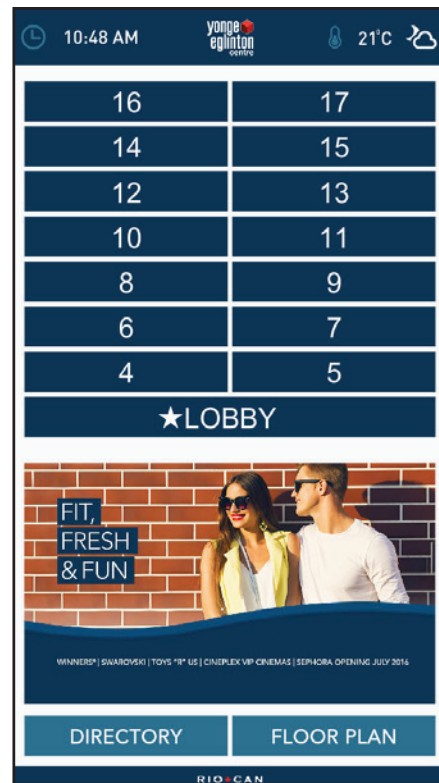 10:48 AM
yonge
eglinton
centre
21°C
16 17
14 15
12 13
10 11
8 9
6 7
4 5
★LOBBY
FIT,
FRESH
& FUN
WINNERS® | SWAROVSKI | TOYS "R" US | CINEPLEX VIP CINEMAS | SEPHORA OPENING JULY 2016
DIRECTORY FLOOR PLAN
RIO CAN